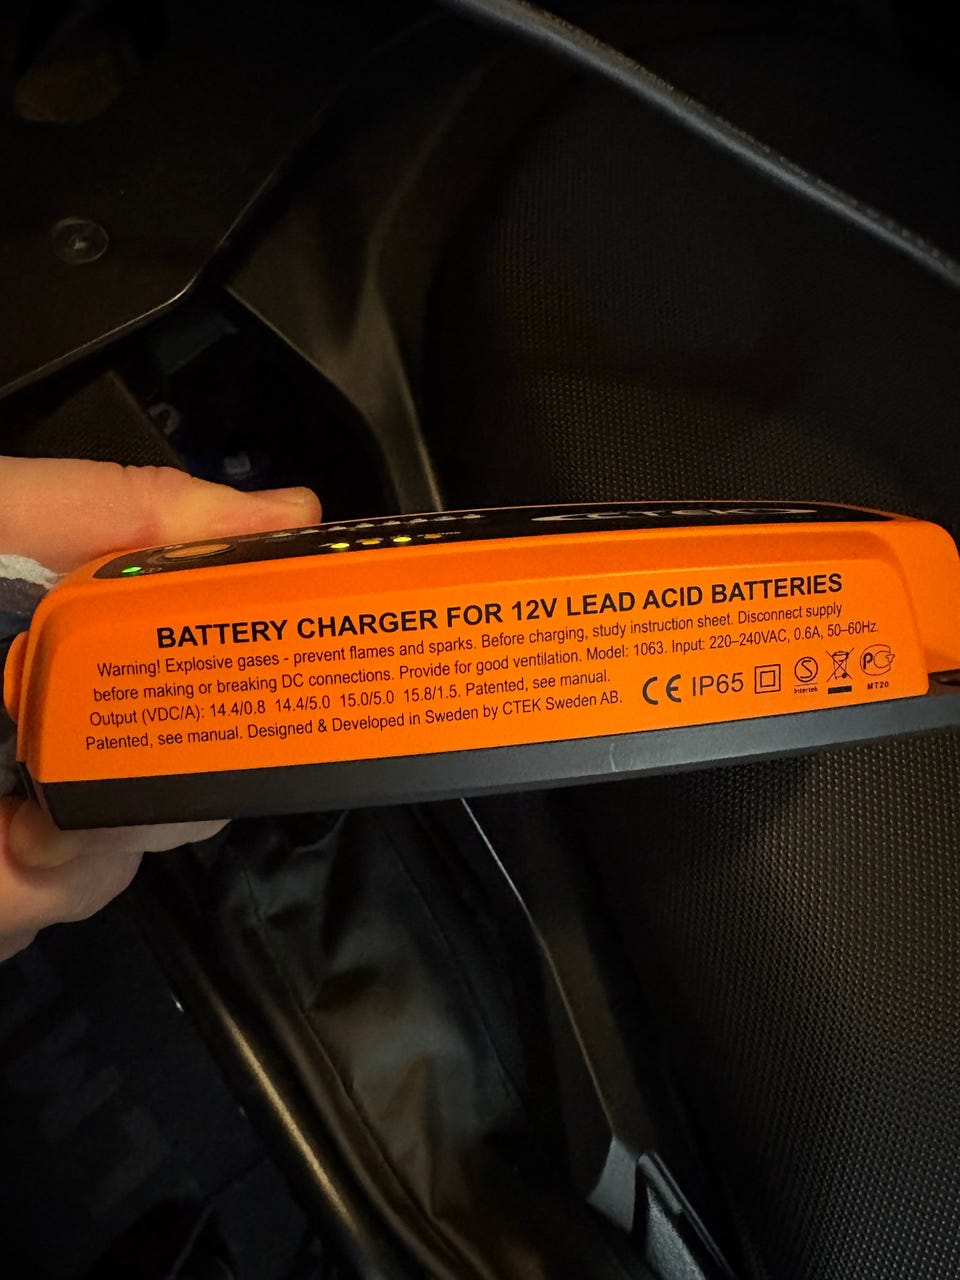 CTEK
BATTERY CHARGER FOR 12V LEAD ACID BATTERIES
Warning! Explosive gases - prevent flames and sparks. Before charging, study instruction sheet. Disconnect supply
before making or breaking DC connections. Provide for good ventilation. Model: 1063. Input: 220–240VAC, 0.6A, 50–60Hz.
Output (VDC/A): 14.4/0.8 14.4/5.0 15.0/5.0 15.8/1.5. Patented, see manual.
Patented, see manual. Designed & Developed in Sweden by CTEK Sweden AB.
CE IP65 S Intertek PC MT20